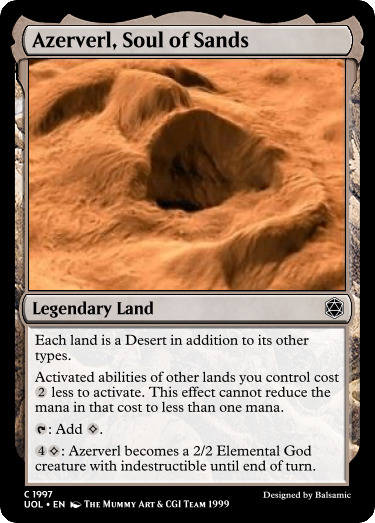 Azerverl, Soul of Sands
Legendary Land
Each land is a Desert in addition to its other
types.
Activated abilities of other lands you control cost
2 less to activate. This effect cannot reduce the
mana in that cost to less than one mana.
: Add .
4: Azerverl becomes a 2/2 Elemental God
creature with indestructible until end of turn.
C 1997
UOL • EN The Mummy Art & CGI Team 1999
Designed by Balsamic